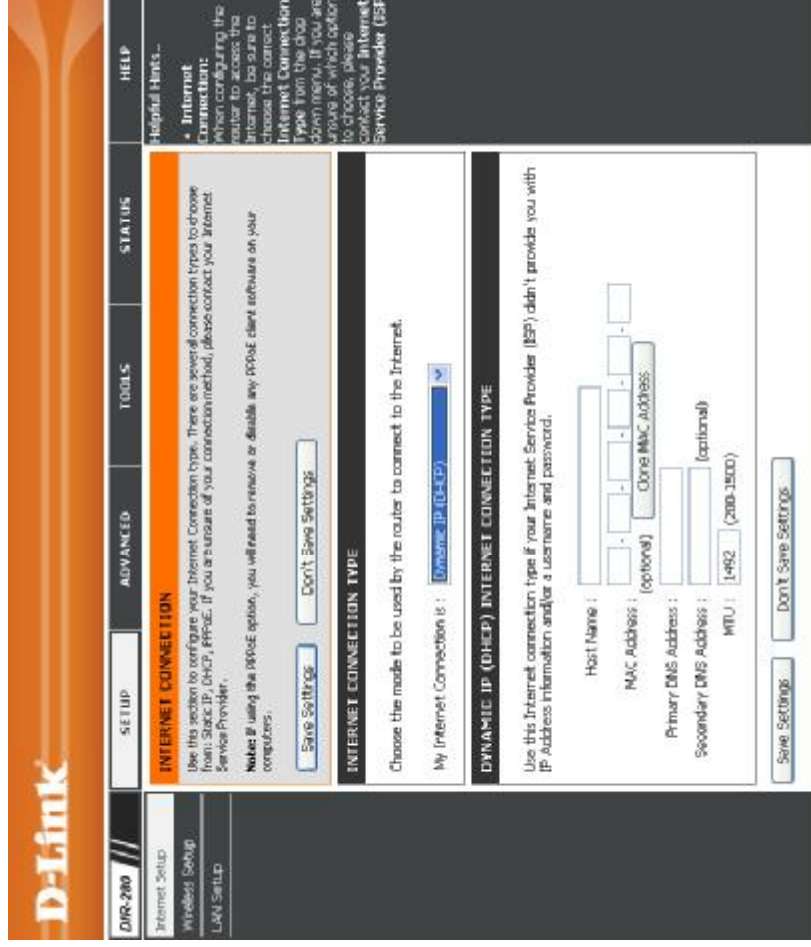 D-Link
DIR-280
SETUP
ADVANCED
TOOLS
STATUS
HELP
Internet Setup
Wireless Setup
LAN Setup
INTERNET CONNECTION
Use this section to configure your Internet Connection type. There are several connection types to choose
from: Static IP, DHCP, PPPoE. If you are unsure of your connection method, please contact your Internet
Service Provider.
Note: If using the PPPoE option, you will need to remove or disable any PPPoE client software on your
computers.
Save Settings
Don't Save Settings
INTERNET CONNECTION TYPE
Choose the mode to be used by the router to connect to the Internet.
My Internet Connection is :
Dynamic IP (DHCP)
DYNAMIC IP (DHCP) INTERNET CONNECTION TYPE
Use this Internet connection type if your Internet Service Provider (ISP) didn't provide you with
IP Address information and/or a username and password.
Host Name :
MAC Address :
- - - - -
(optional)
Clone MAC Address
Primary DNS Address :
Secondary DNS Address :
(optional)
MTU :
1492
(200-1500)
Save Settings
Don't Save Settings
Helpful Hints...
• Internet
Connection:
When configuring the
router to access the
Internet, be sure to
choose the correct
Internet Connection
Type from the drop
down menu. If you are
unsure of which option
to choose, please
contact your Internet
Service Provider (ISP